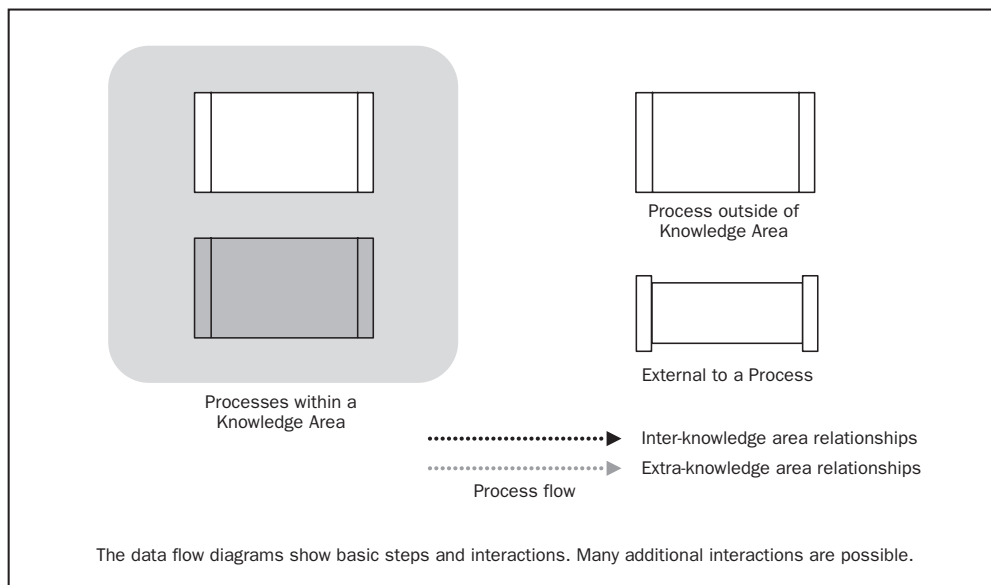 Process outside of
Knowledge Area
External to a Process
Processes within a
Knowledge Area
Inter-knowledge area relationships
Extra-knowledge area relationships
Process flow
The data flow diagrams show basic steps and interactions. Many additional interactions are possible.